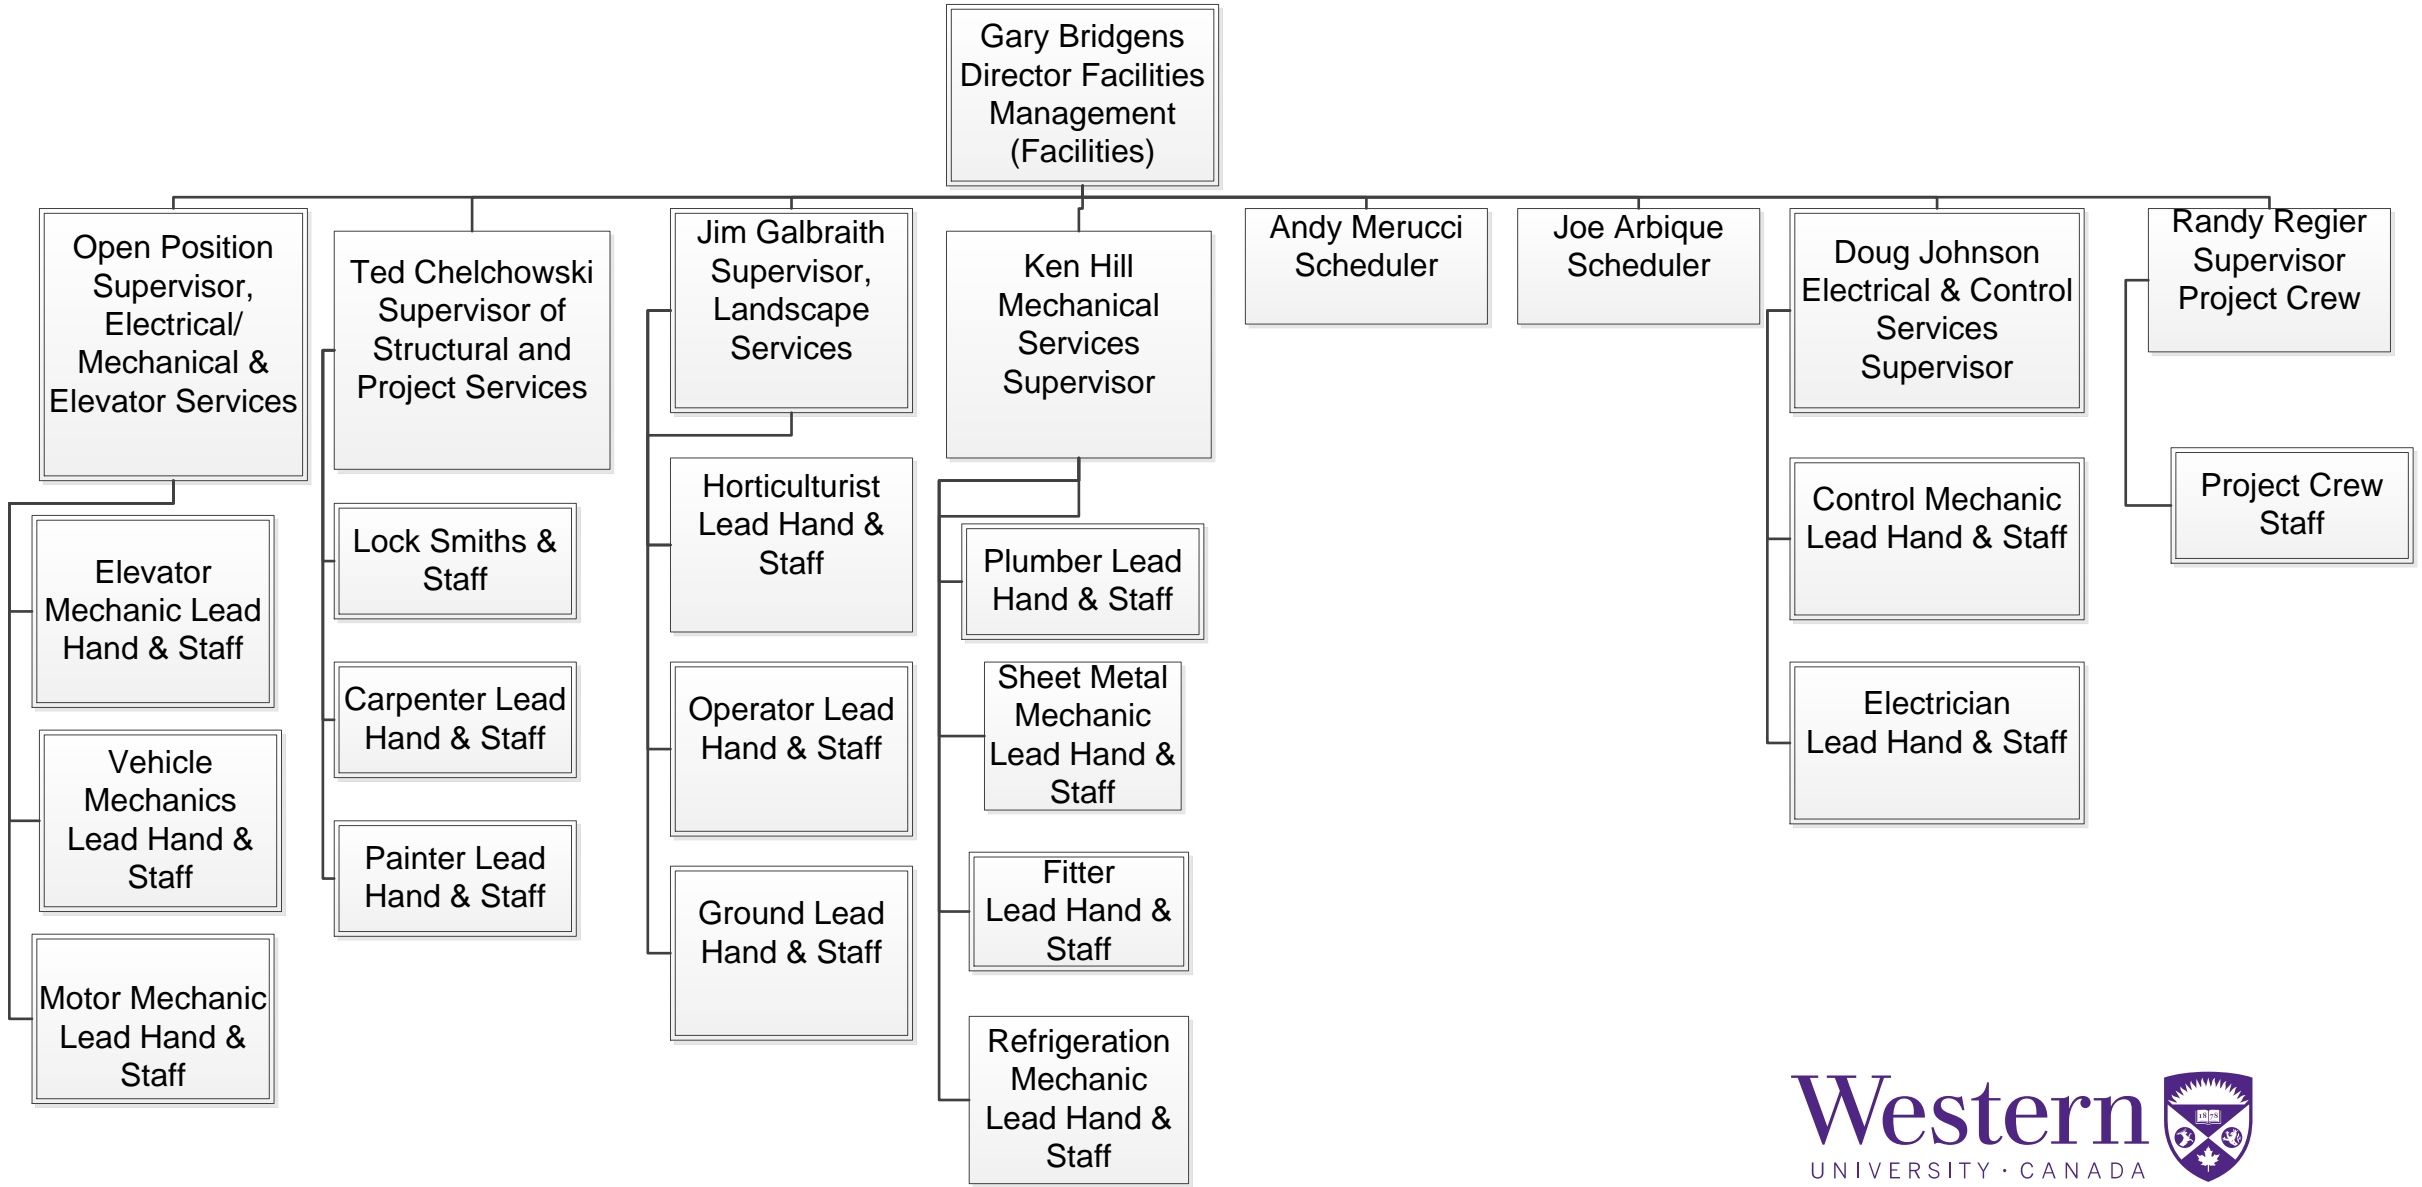 Gary Bridgens
Director Facilities
Management
(Facilities)
Open Position
Supervisor,
Electrical/
Mechanical &
Elevator Services
Ted Chelchowski
Supervisor of
Structural and
Project Services
Jim Galbraith
Supervisor,
Landscape
Services
Ken Hill
Mechanical
Services
Supervisor
Andy Merucci
Scheduler
Joe Arbique
Scheduler
Doug Johnson
Electrical & Control
Services
Supervisor
Randy Regier
Supervisor
Project Crew
Elevator
Mechanic Lead
Hand & Staff
Vehicle
Mechanics
Lead Hand &
Staff
Motor Mechanic
Lead Hand &
Staff
Lock Smiths &
Staff
Carpenter Lead
Hand & Staff
Painter Lead
Hand & Staff
Horticulturist
Lead Hand &
Staff
Operator Lead
Hand & Staff
Ground Lead
Hand & Staff
Plumber Lead
Hand & Staff
Sheet Metal
Mechanic
Lead Hand &
Staff
Fitter
Lead Hand &
Staff
Refrigeration
Mechanic
Lead Hand &
Staff
Control Mechanic
Lead Hand & Staff
Electrician
Lead Hand & Staff
Project Crew
Staff
Western
UNIVERSITY · CANADA
18 78